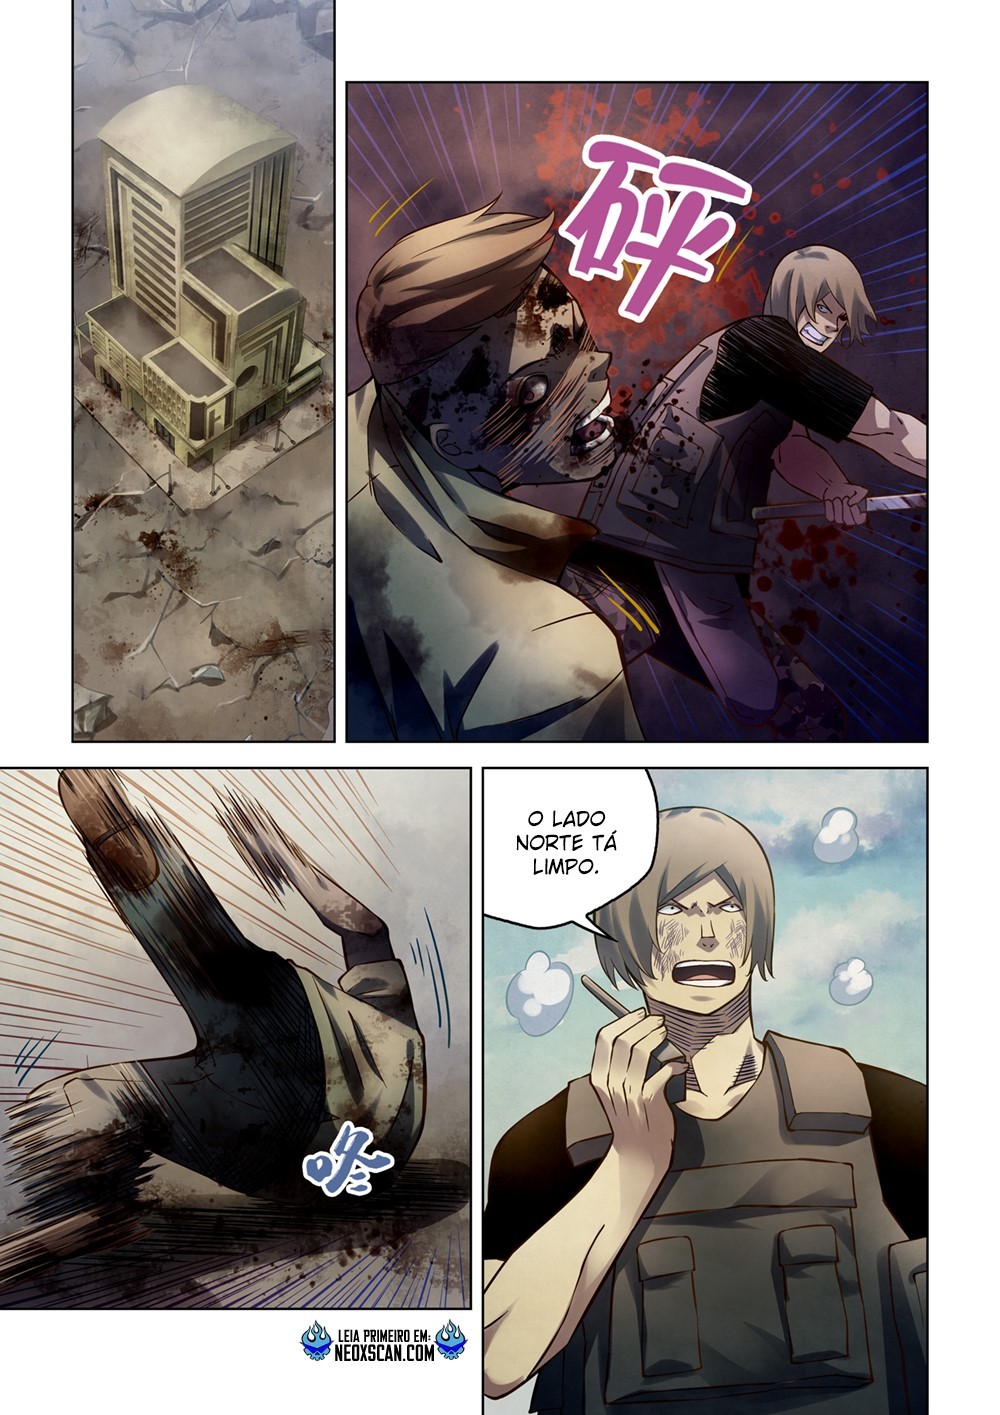 砰
O LADO
NORTE TÁ
LIMPO.
咚
LEIA PRIMEIRO EM:
NEOXSCAN.COM